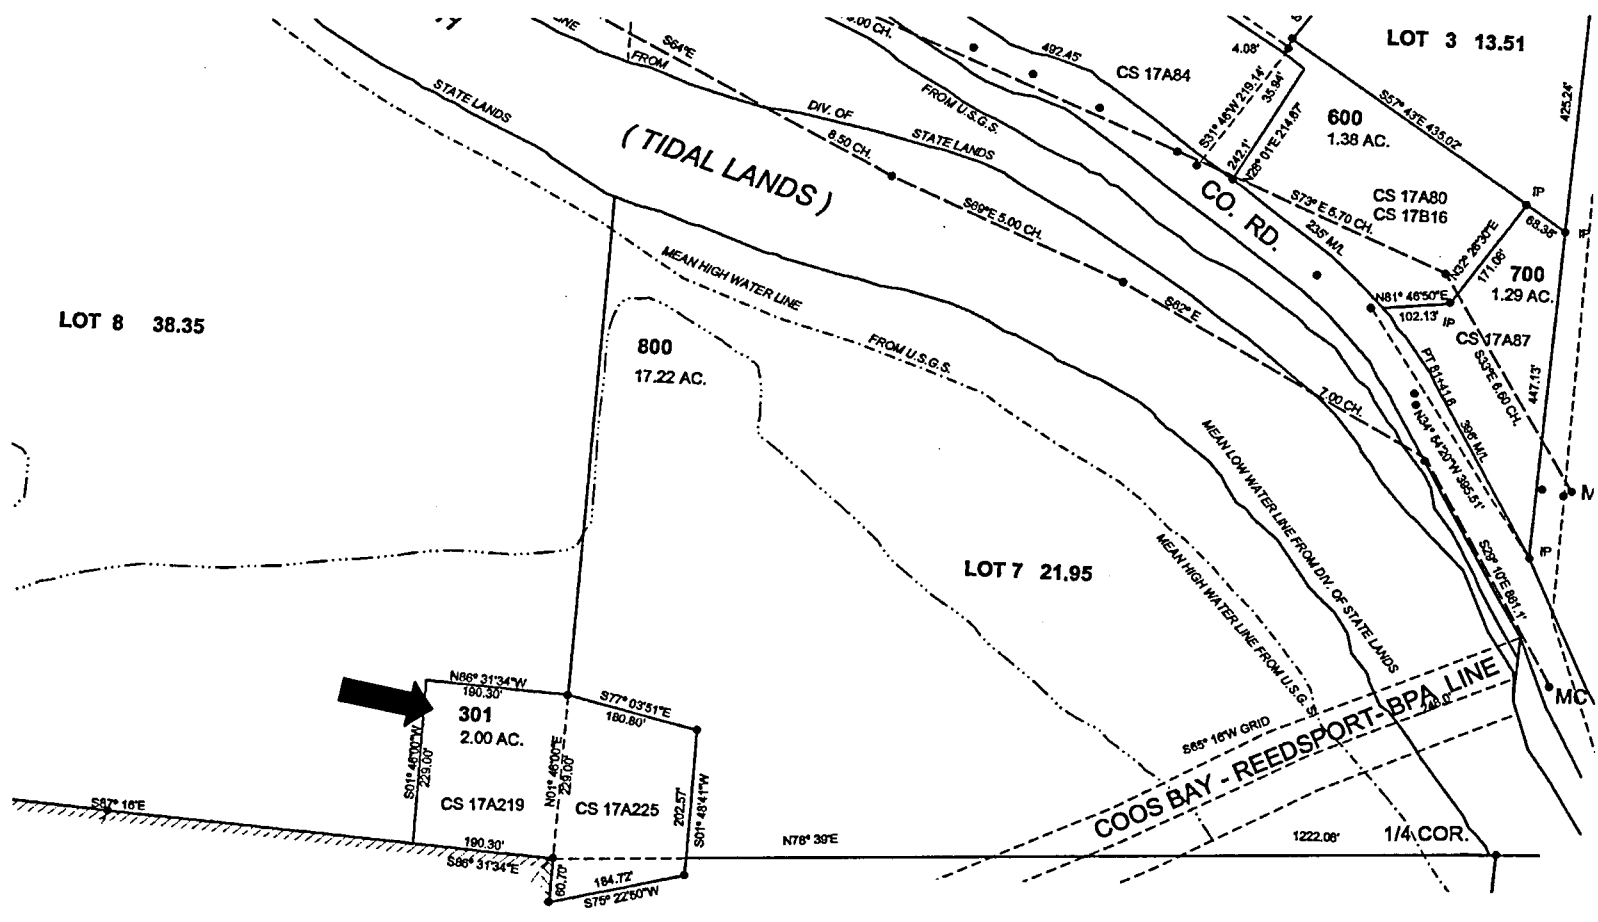 LOT 3 13.51
492.45'
CS 17A84
4.08'
S64°E
FROM
STATE LANDS
FROM U.S.G.S.
DIV. OF
STATE LANDS
8.50 CH.
( TIDAL LANDS )
S31° 46'W 219.14'
35.94'
242.1'
N28° 01'E 214.87'
S57° 43'E 435.02'
425.24'
600
1.38 AC.
CS 17A80
CS 17B16
IP
68.35'
IP
CO. RD.
S73° E 5.70 CH.
235' M/L
S69°E 5.00 CH.
N32° 26'30"E
171.08'
700
1.29 AC.
N81° 46'50"E
102.13'
IP
CS 17A87
MEAN HIGH WATER LINE
FROM U.S.G.S.
S62° E
7.00 CH.
LOT 8 38.35
800
17.22 AC.
PT 81+41.6
S33°E 6.60 CH.
447.13'
396' M/L
N34° 54'20"W 395.51'
MEAN LOW WATER LINE FROM DIV. OF STATE LANDS
MEAN HIGH WATER LINE FROM U.S.G.S.
S29° 10'E 861.1'
IP
LOT 7 21.95
MC
N86° 31'34"W
190.30'
301
2.00 AC.
S77° 03'51"E
180.80'
S01° 46'00"W
229.00'
N01° 46'00"E
229.00'
CS 17A219
CS 17A225
202.57'
S01° 48'41"W
S65° 16'W GRID
COOS BAY - REEDSPORT- BPA LINE
248.0'
S87° 16'E
190.30'
S86° 31'34"E
60.70'
184.72'
S75° 22'50"W
N78° 39'E
1222.06'
1/4 COR.